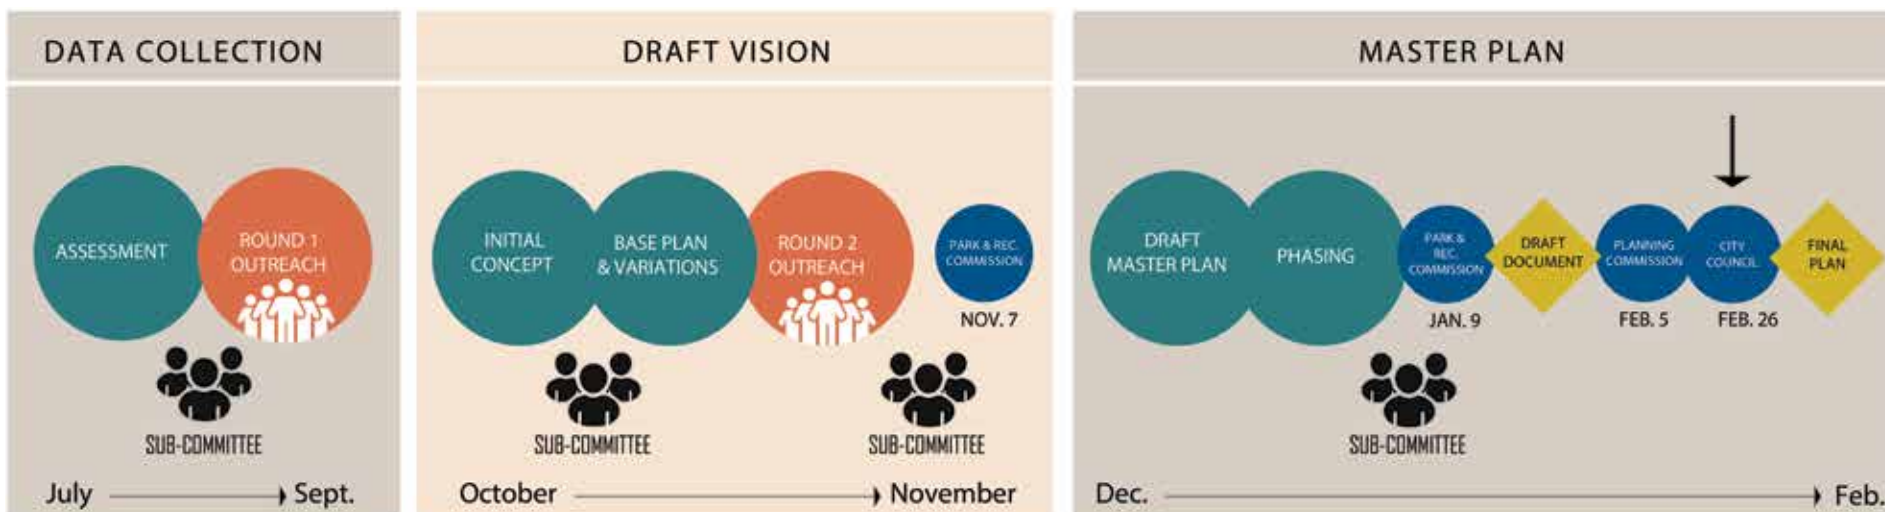 DATA COLLECTION
ASSESSMENT
ROUND 1
OUTREACH
SUB-COMMITTEE
July
Sept.
DRAFT VISION
INITIAL
CONCEPT
BASE PLAN
& VARIATIONS
ROUND 2
OUTREACH
PARK & REC.
COMMISSION
NOV. 7
SUB-COMMITTEE
SUB-COMMITTEE
October
November
MASTER PLAN
DRAFT
MASTER PLAN
PHASING
PARK &
REC.
COMMISSION
JAN. 9
DRAFT
DOCUMENT
PLANNING
COMMISSION
FEB. 5
CITY
COUNCIL
FEB. 26
FINAL
PLAN
SUB-COMMITTEE
Dec.
Feb.